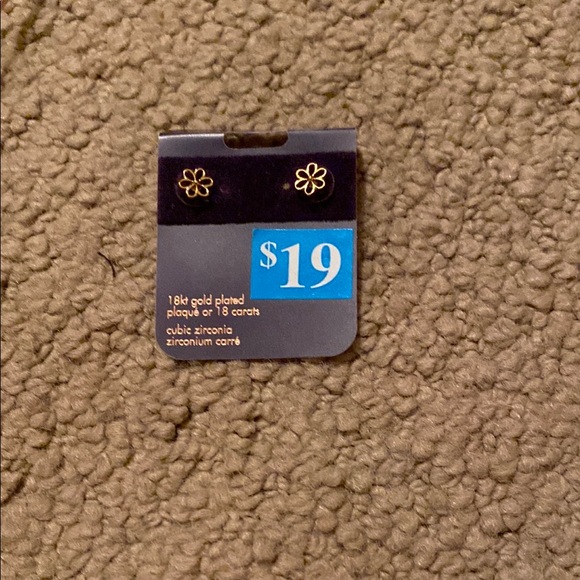 $19
18kt gold plated
plaqué or 18 carats
cubic zirconia
zirconium carré